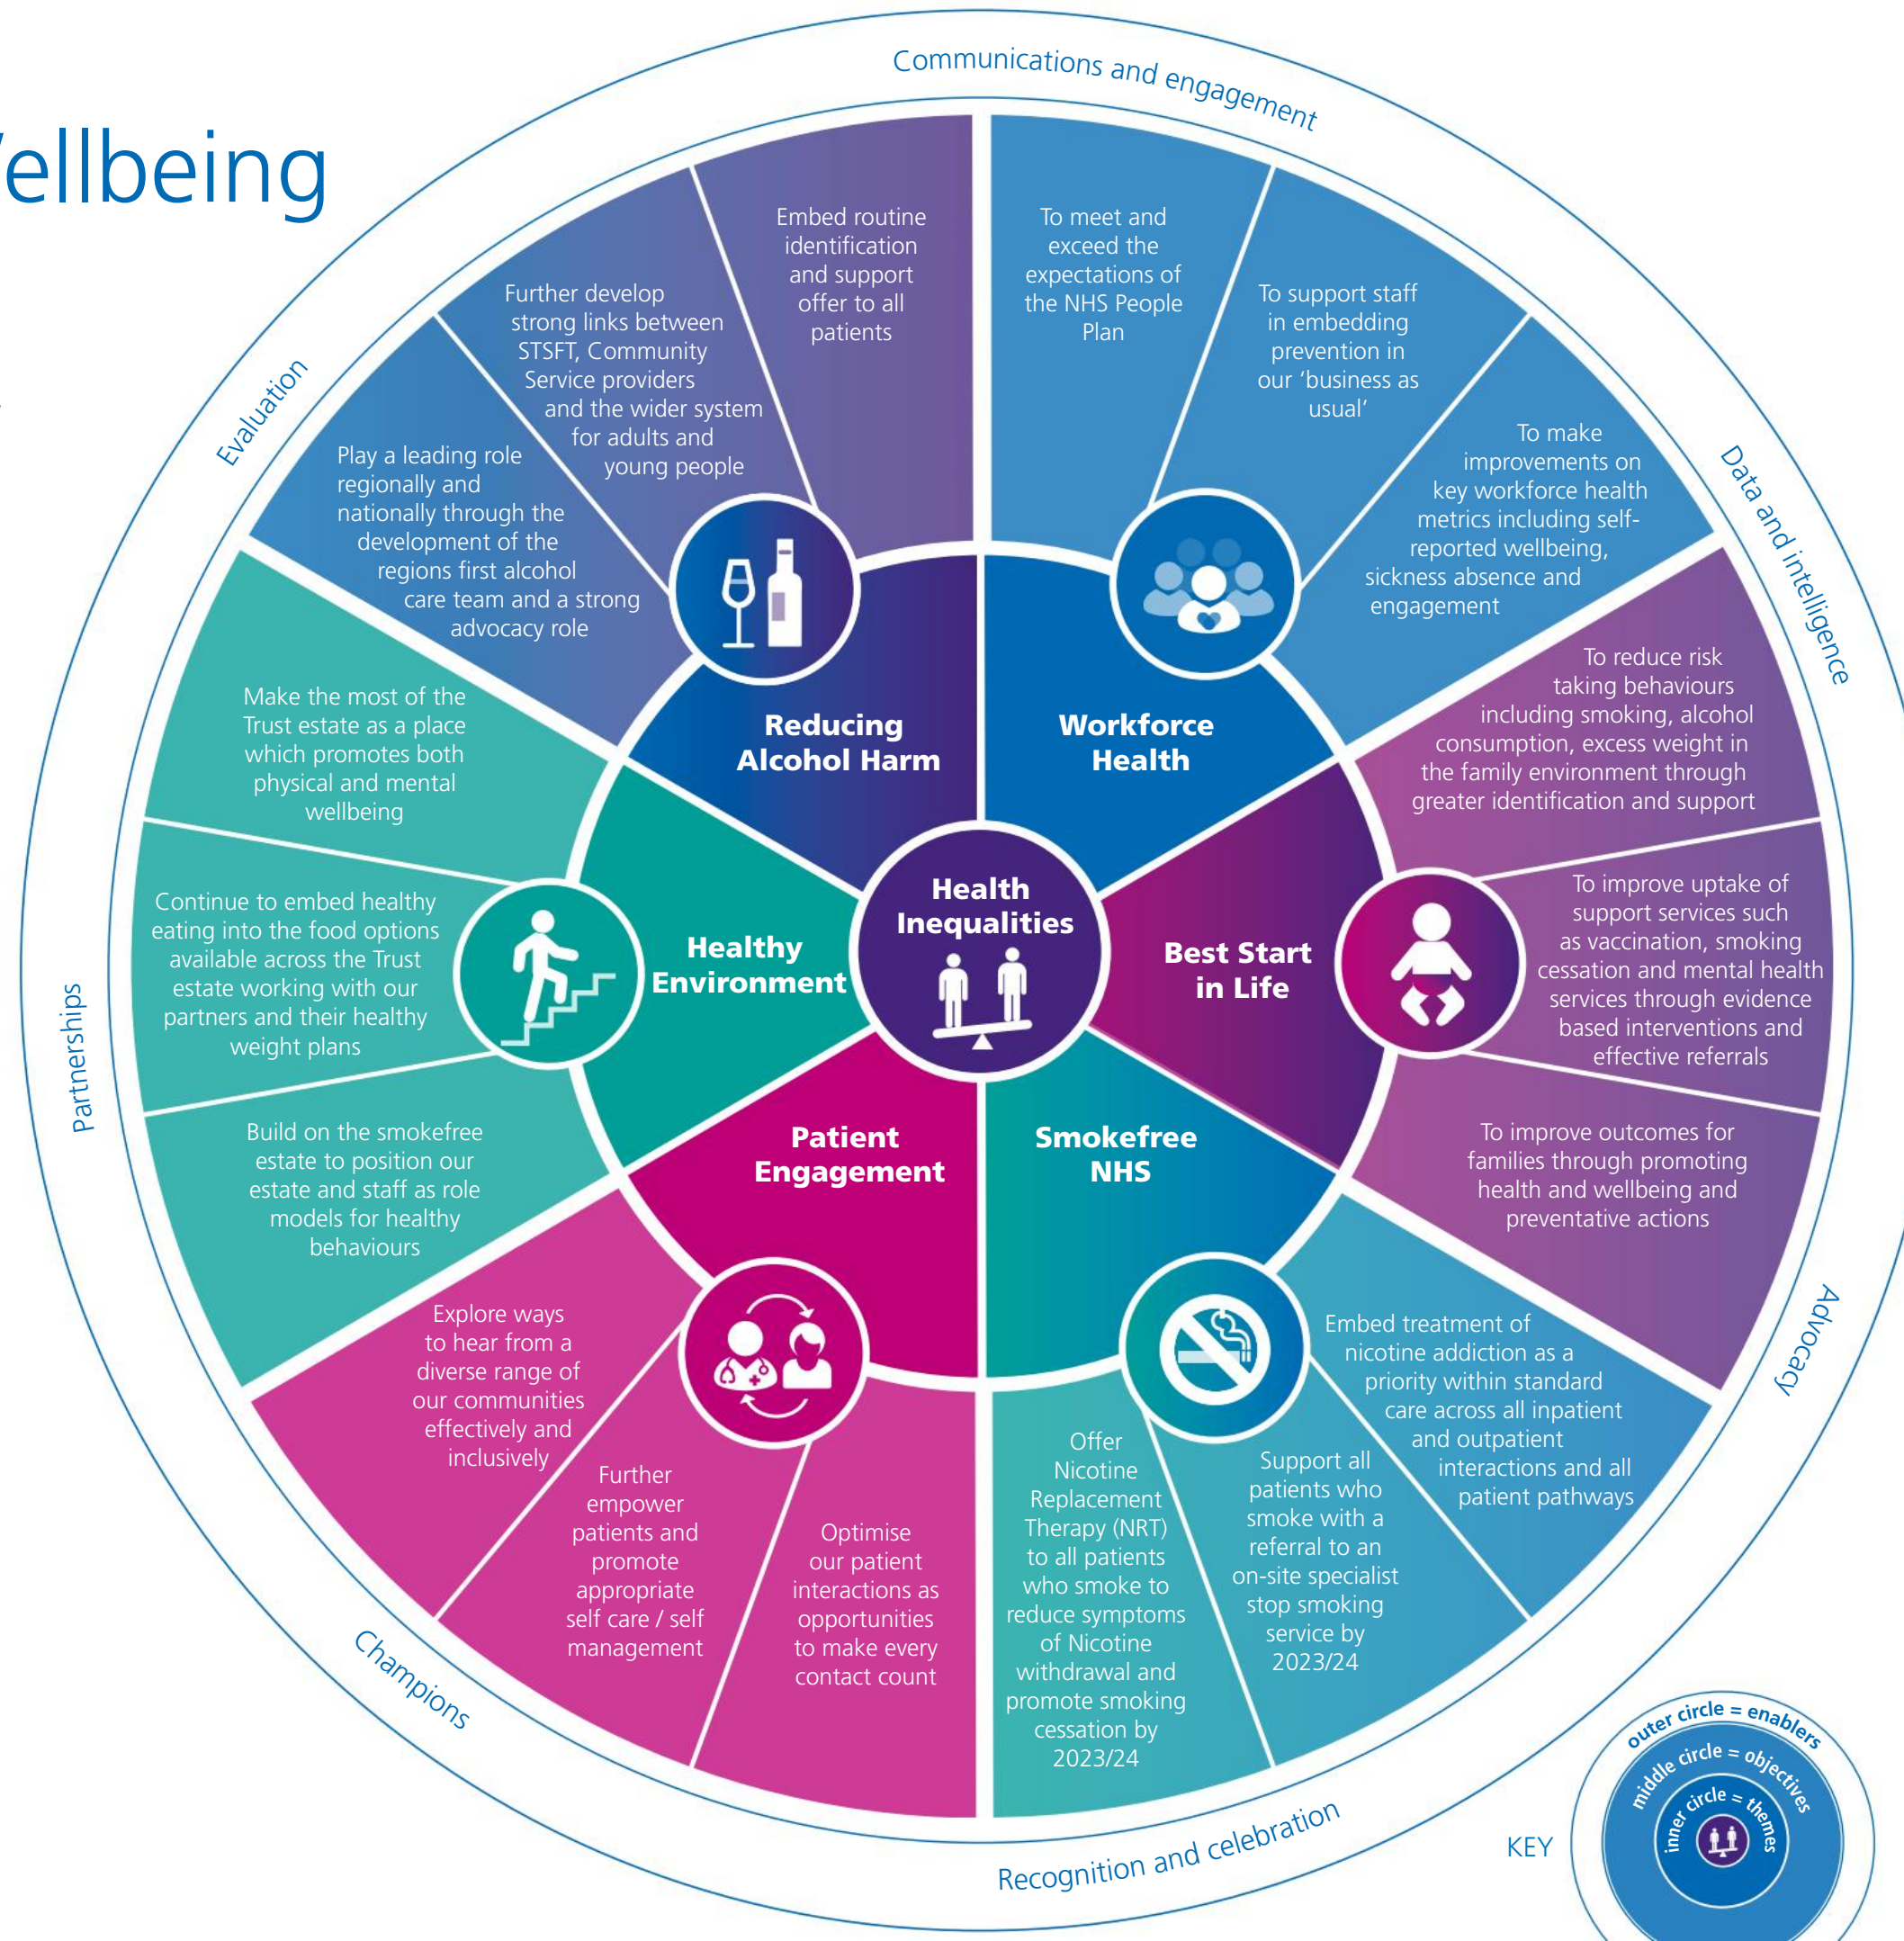 ellbeing
Communications and engagement
Data and intelligence
Advocacy
Recognition and celebration
Champions
Partnerships
Evaluation
Embed routine
identification
and support
offer to all
patients
Further develop
strong links between
STSFT, Community
Service providers
and the wider system
for adults and
young people
Play a leading role
regionally and
nationally through the
development of the
regions first alcohol
care team and a strong
advocacy role
Reducing
Alcohol Harm
To meet and
exceed the
expectations of
the NHS People
Plan
To support staff
in embedding
prevention in
our ‘business as
usual’
To make
improvements on
key workforce health
metrics including self-
reported wellbeing,
sickness absence and
engagement
Workforce
Health
To reduce risk
taking behaviours
including smoking, alcohol
consumption, excess weight in
the family environment through
greater identification and support
To improve uptake of
support services such
as vaccination, smoking
cessation and mental health
services through evidence
based interventions and
effective referrals
To improve outcomes for
families through promoting
health and wellbeing and
preventative actions
Best Start
in Life
Health
Inequalities
Make the most of the
Trust estate as a place
which promotes both
physical and mental
wellbeing
Continue to embed healthy
eating into the food options
available across the Trust
estate working with our
partners and their healthy
weight plans
Build on the smokefree
estate to position our
estate and staff as role
models for healthy
behaviours
Healthy
Environment
Patient
Engagement
Explore ways
to hear from a
diverse range of
our communities
effectively and
inclusively
Further
empower
patients and
promote
appropriate
self care / self
management
Optimise
our patient
interactions as
opportunities
to make every
contact count
Smokefree
NHS
Offer
Nicotine
Replacement
Therapy (NRT)
to all patients
who smoke to
reduce symptoms
of Nicotine
withdrawal and
promote smoking
cessation by
2023/24
Support all
patients who
smoke with a
referral to an
on-site specialist
stop smoking
service by
2023/24
Embed treatment of
nicotine addiction as a
priority within standard
care across all inpatient
and outpatient
interactions and all
patient pathways
KEY
outer circle = enablers
middle circle = objectives
inner circle = themes